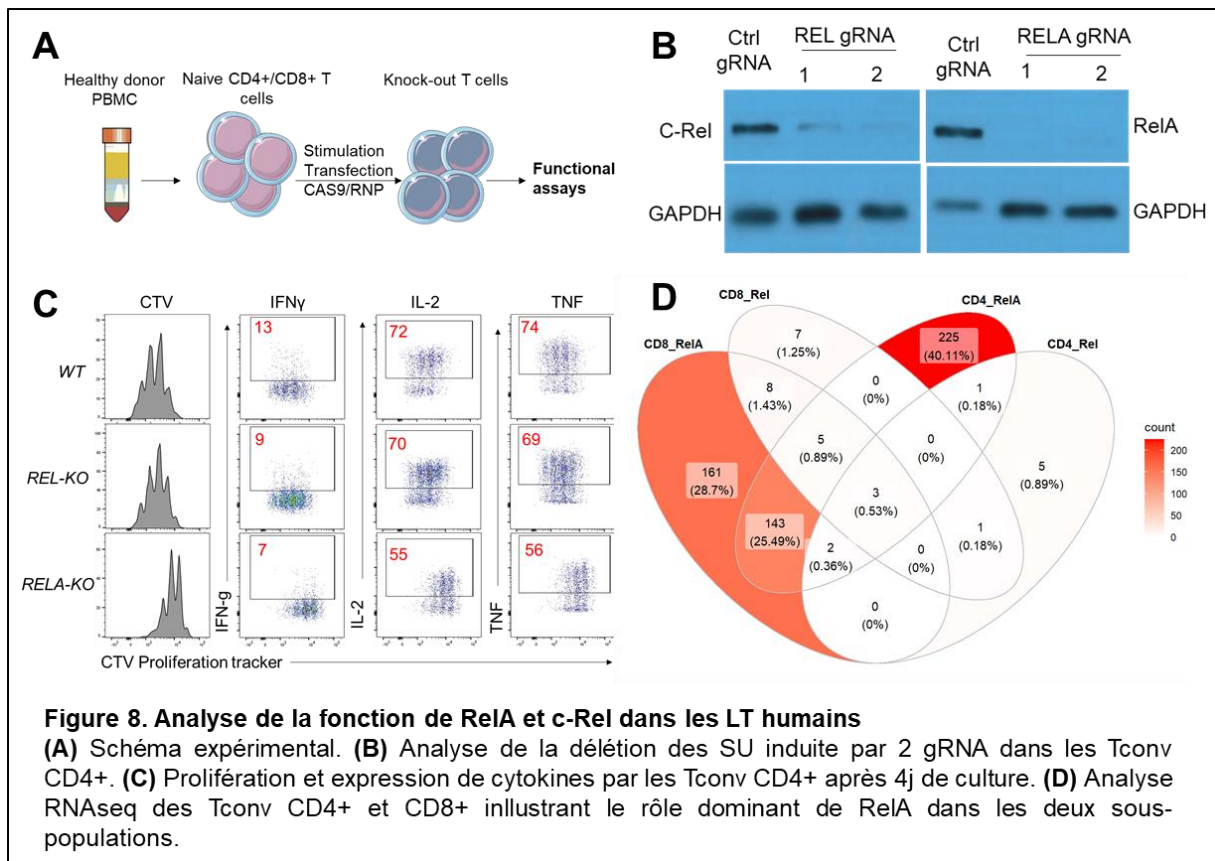 A
Healthy donor
PBMC
Naive CD4+/CD8+ T
cells
Stimulation
Transfection
CAS9/RNP
Knock-out T cells
Functional
assays
B
Ctrl
gRNA
REL gRNA
1 2
Ctrl
gRNA
RELA gRNA
1 2
C-Rel
RelA
GAPDH
GAPDH
C
CTV
IFNγ
IL-2
TNF
WT
13
72
74
REL-KO
9
70
69
RELA-KO
7
55
56
IFN-g
IL-2
TNF
CTV Proliferation tracker
D
CD8_RelA
CD8_Rel
CD4_RelA
CD4_Rel
7
(1.25%)
225
(40.11%)
8
(1.43%)
0
(0%)
1
(0.18%)
161
(28.7%)
5
(0.89%)
0
(0%)
5
(0.89%)
143
(25.49%)
3
(0.53%)
1
(0.18%)
2
(0.36%)
0
(0%)
0
(0%)
count
200
150
100
50
0
Figure 8. Analyse de la fonction de RelA et c-Rel dans les LT humains
(A) Schéma expérimental. (B) Analyse de la délétion des SU induite par 2 gRNA dans les Tconv
CD4+. (C) Prolifération et expression de cytokines par les Tconv CD4+ après 4j de culture. (D) Analyse
RNAseq des Tconv CD4+ et CD8+ inllustrant le rôle dominant de RelA dans les deux sous-
populations.